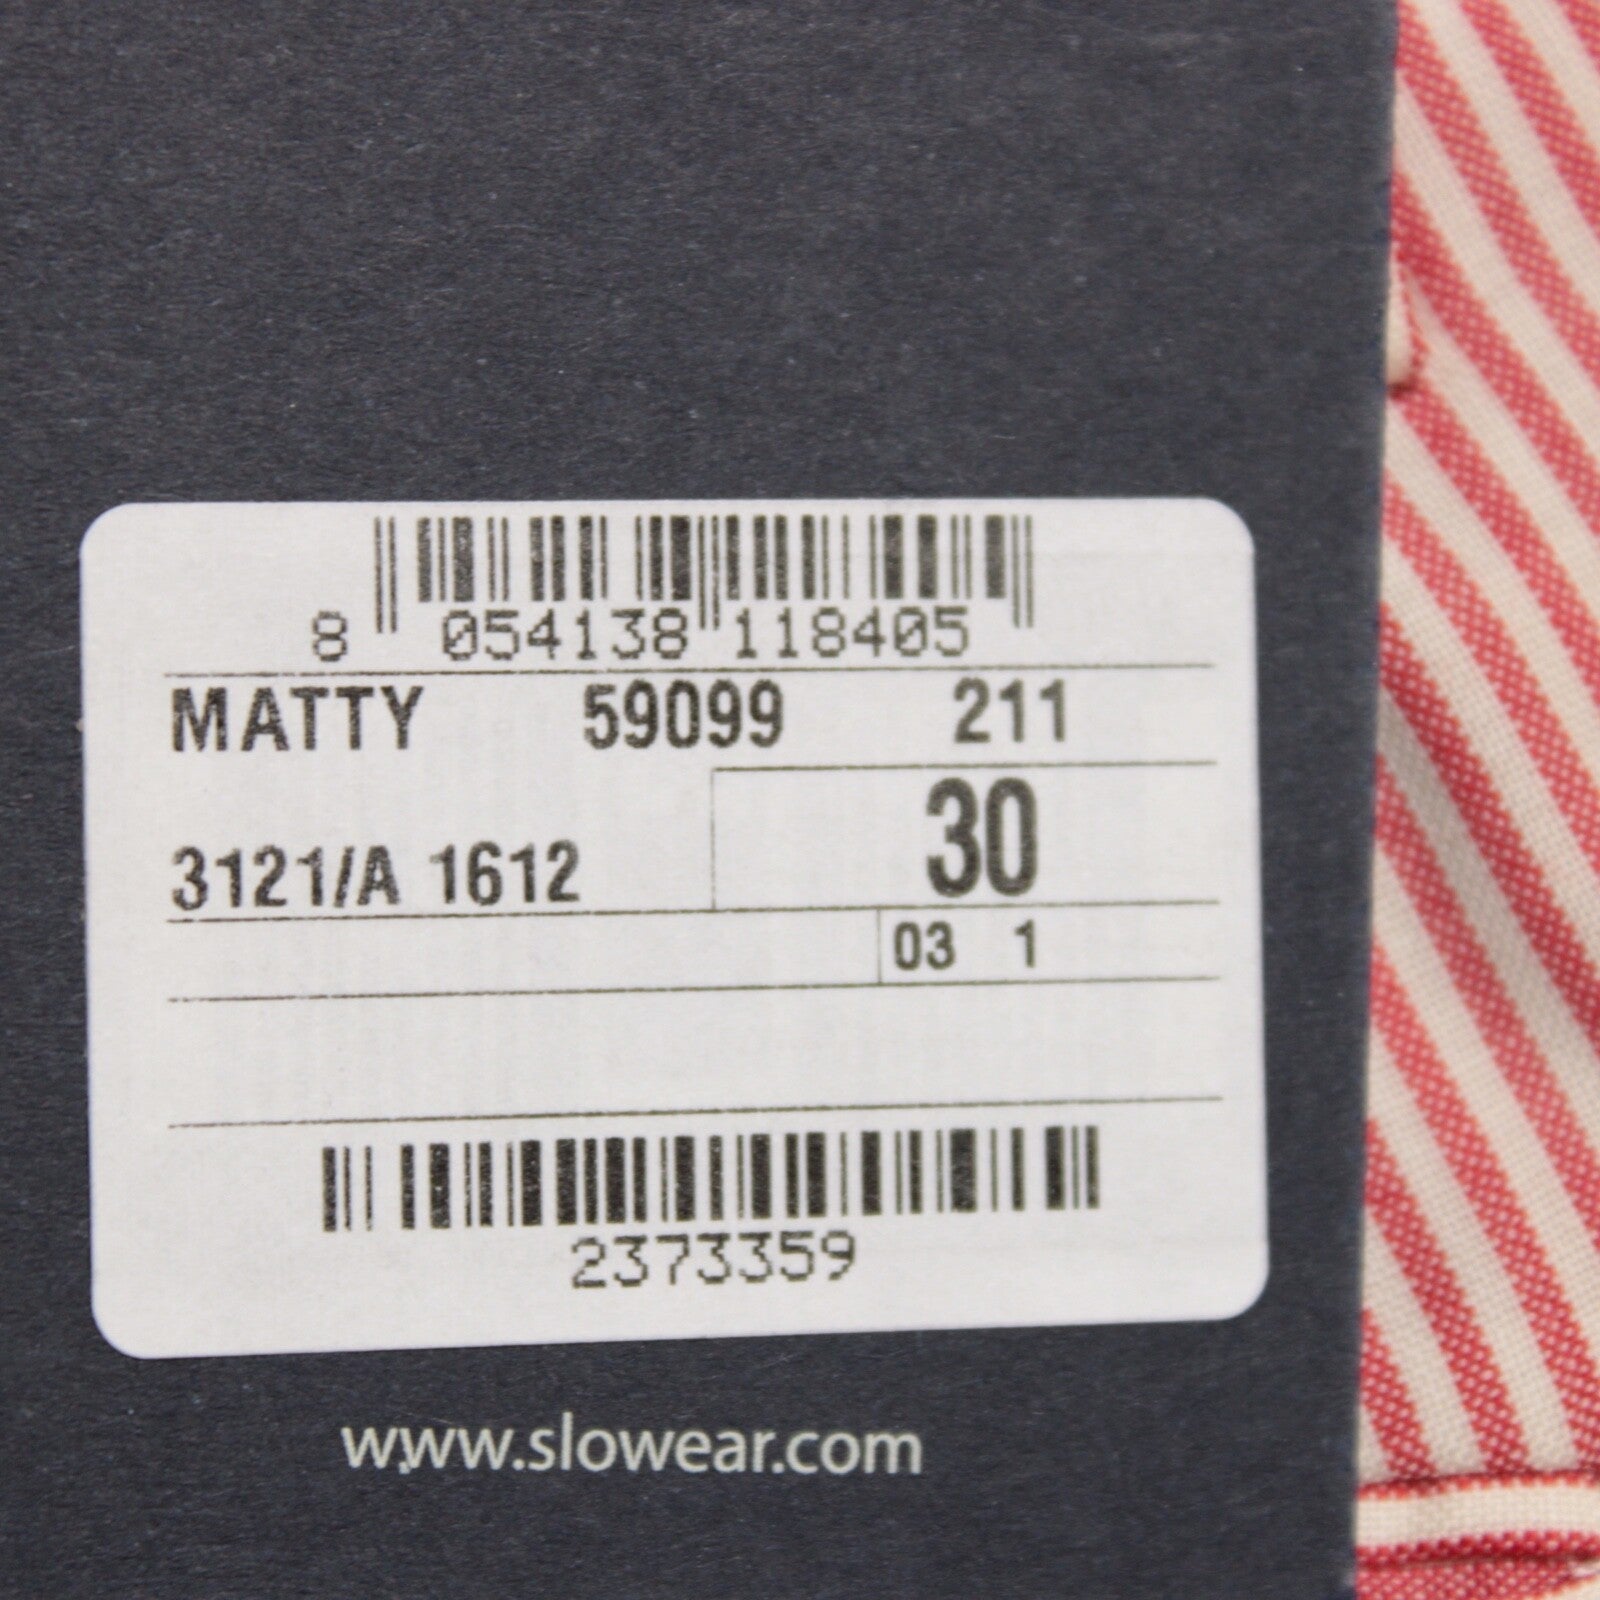 8 054138 118405
MATTY 59099 211
30
3121/A 1612
03 1
2373359
www.slowear.com